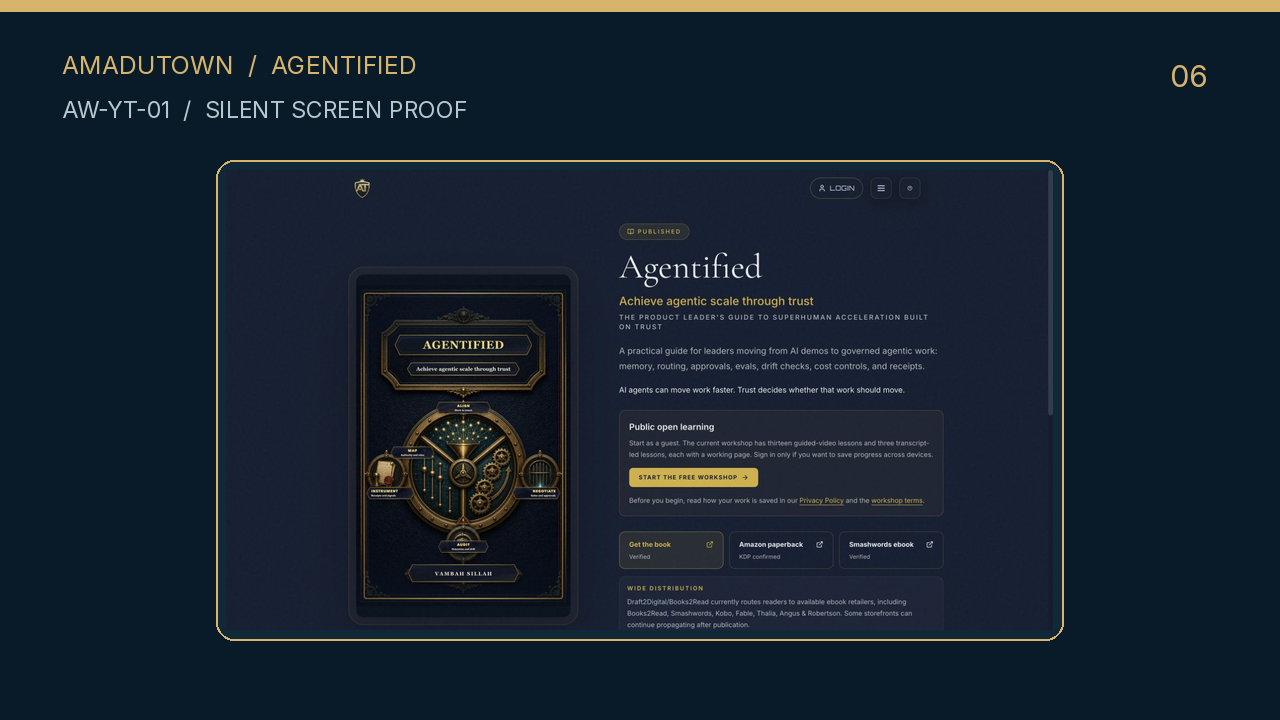 AMADUTOWN / AGENTIFIED
AW-YT-01 / SILENT SCREEN PROOF
06
AT
LOGIN
PUBLISHED
Agentified
Achieve agentic scale through trust
THE PRODUCT LEADER'S GUIDE TO SUPERHUMAN ACCELERATION BUILT
ON TRUST
A practical guide for leaders moving from AI demos to governed agentic work:
memory, routing, approvals, evals, drift checks, cost controls, and receipts.
AI agents can move work faster. Trust decides whether that work should move.
Public open learning
Start as a guest. The current workshop has thirteen guided-video lessons and three transcript-
led lessons, each with a working page. Sign in only if you want to save progress across devices.
START THE FREE WORKSHOP →
Before you begin, read how your work is saved in our Privacy Policy and the workshop terms.
Get the book
Verified
Amazon paperback
KDP confirmed
Smashwords ebook
Verified
WIDE DISTRIBUTION
Draft2Digital/Books2Read currently routes readers to available ebook retailers, including
Books2Read, Smashwords, Kobo, Fable, Thalia, Angus & Robertson. Some storefronts can
continue propagating after publication.
AGENTIFIED
Achieve agentic scale through trust
ALIGN
MAP
INSTRUMENT
NEGOTIATE
AUDIT
VAMBAH SILLAH